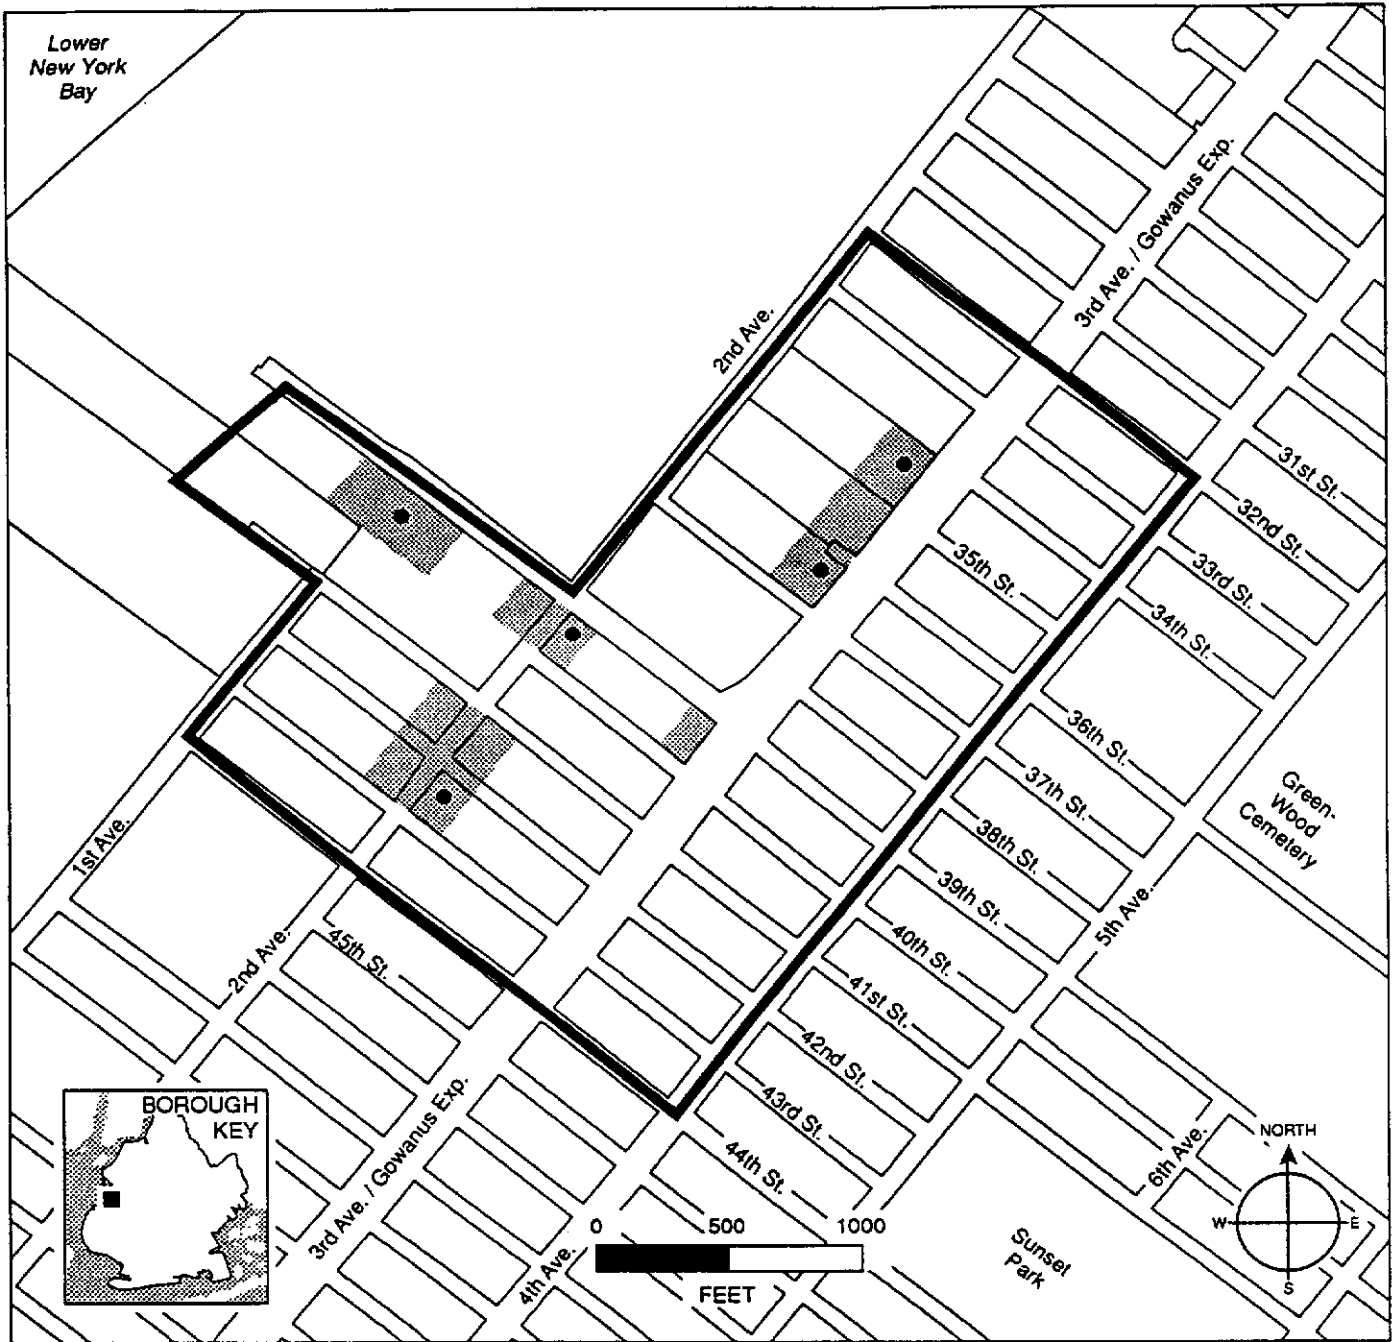 Lower
New York
Bay
3rd Ave. / Gowanus Exp.
2nd Ave.
31st St.
32nd St.
33rd St.
34th St.
35th St.
36th St.
37th St.
38th St.
39th St.
40th St.
41st St.
42nd St.
43rd St.
44th St.
45th St.
Green-
Wood
Cemetery
1st Ave.
2nd Ave.
5th Ave.
3rd Ave. / Gowanus Exp.
4th Ave.
6th Ave.
Sunset
Park
BOROUGH
KEY
0 500 1000
FEET
NORTH
W E
S